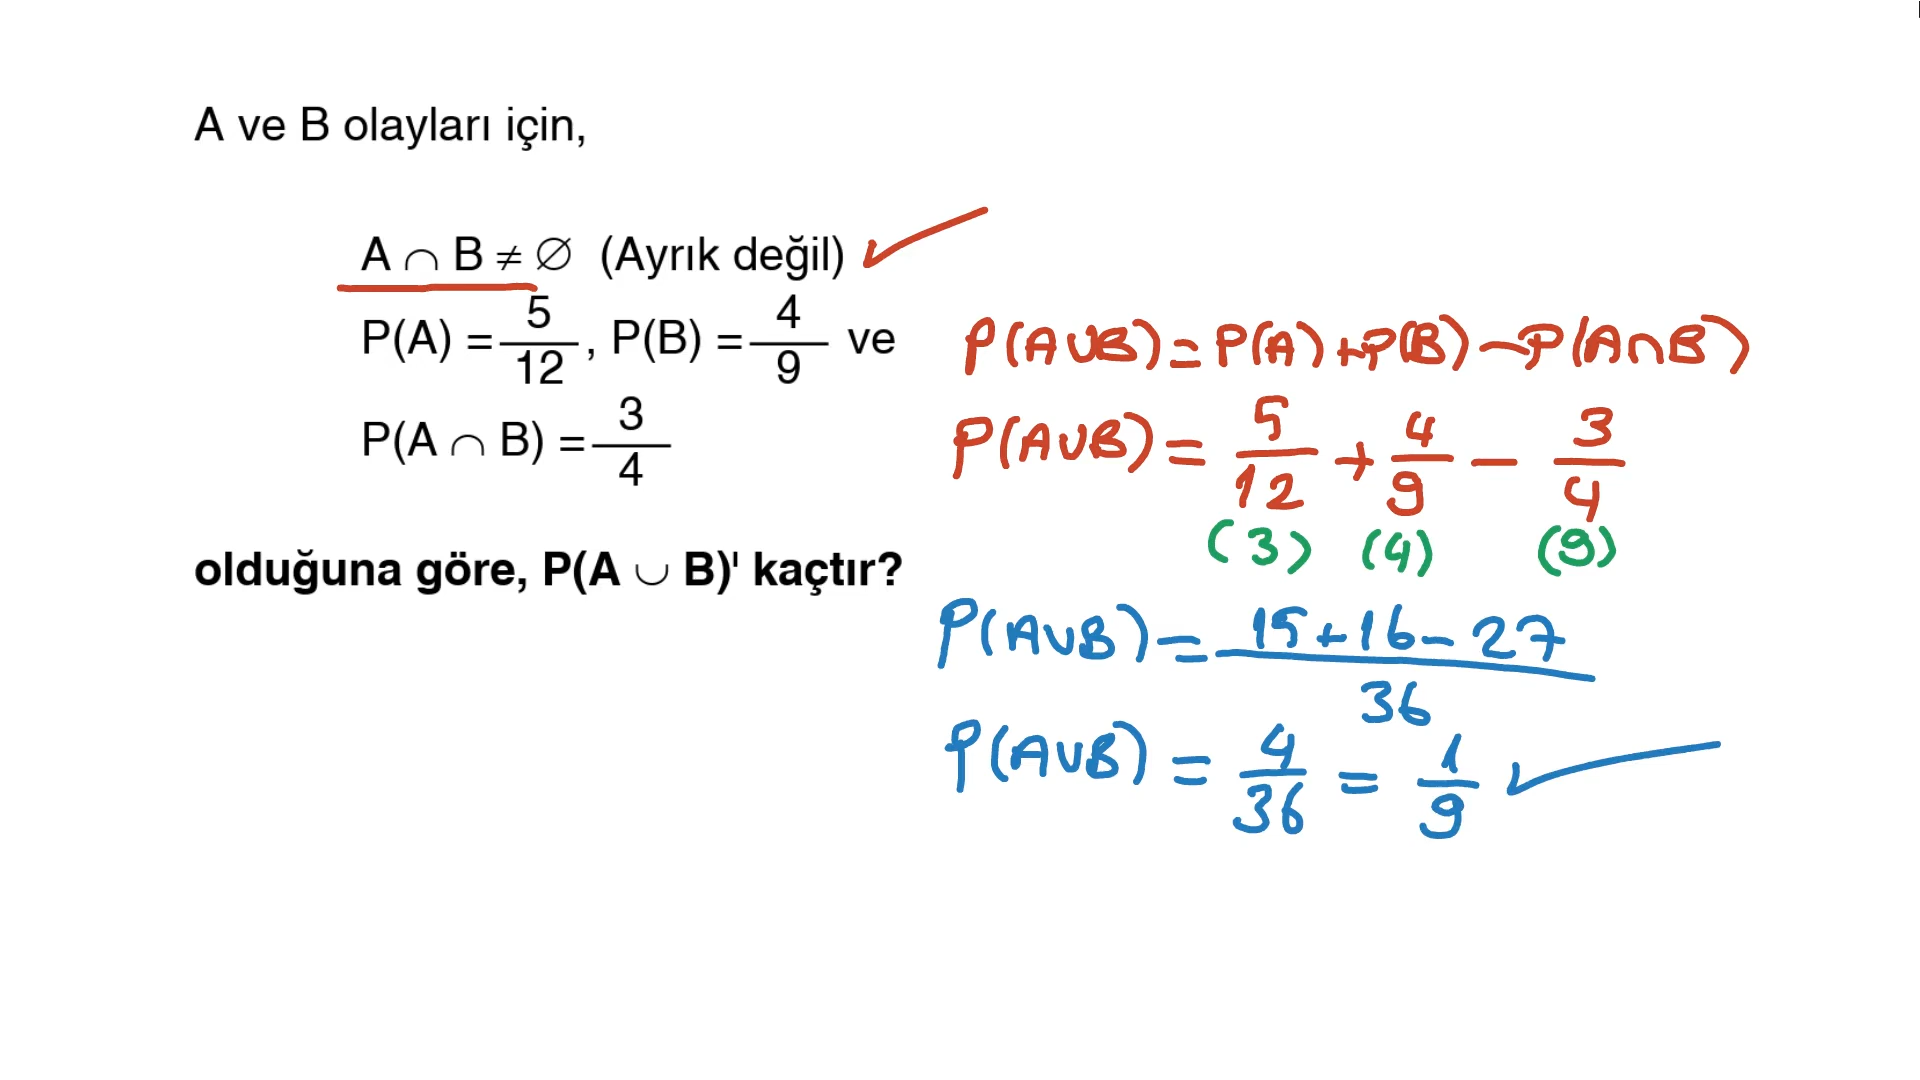 A ve B olayları için,
A ∩ B ≠ ∅ (Ayrık değil)
P(A) = 5/12, P(B) = 4/9 ve
P(A ∩ B) = 3/4
olduğuna göre, P(A ∪ B)' kaçtır?
P(A∪B) = P(A) + P(B) - P(A∩B)
P(A∪B) = 5/12 + 4/9 - 3/4
(3) (4) (9)
P(A∪B) = 15+16-27/36
P(A∪B) = 4/36 = 1/9